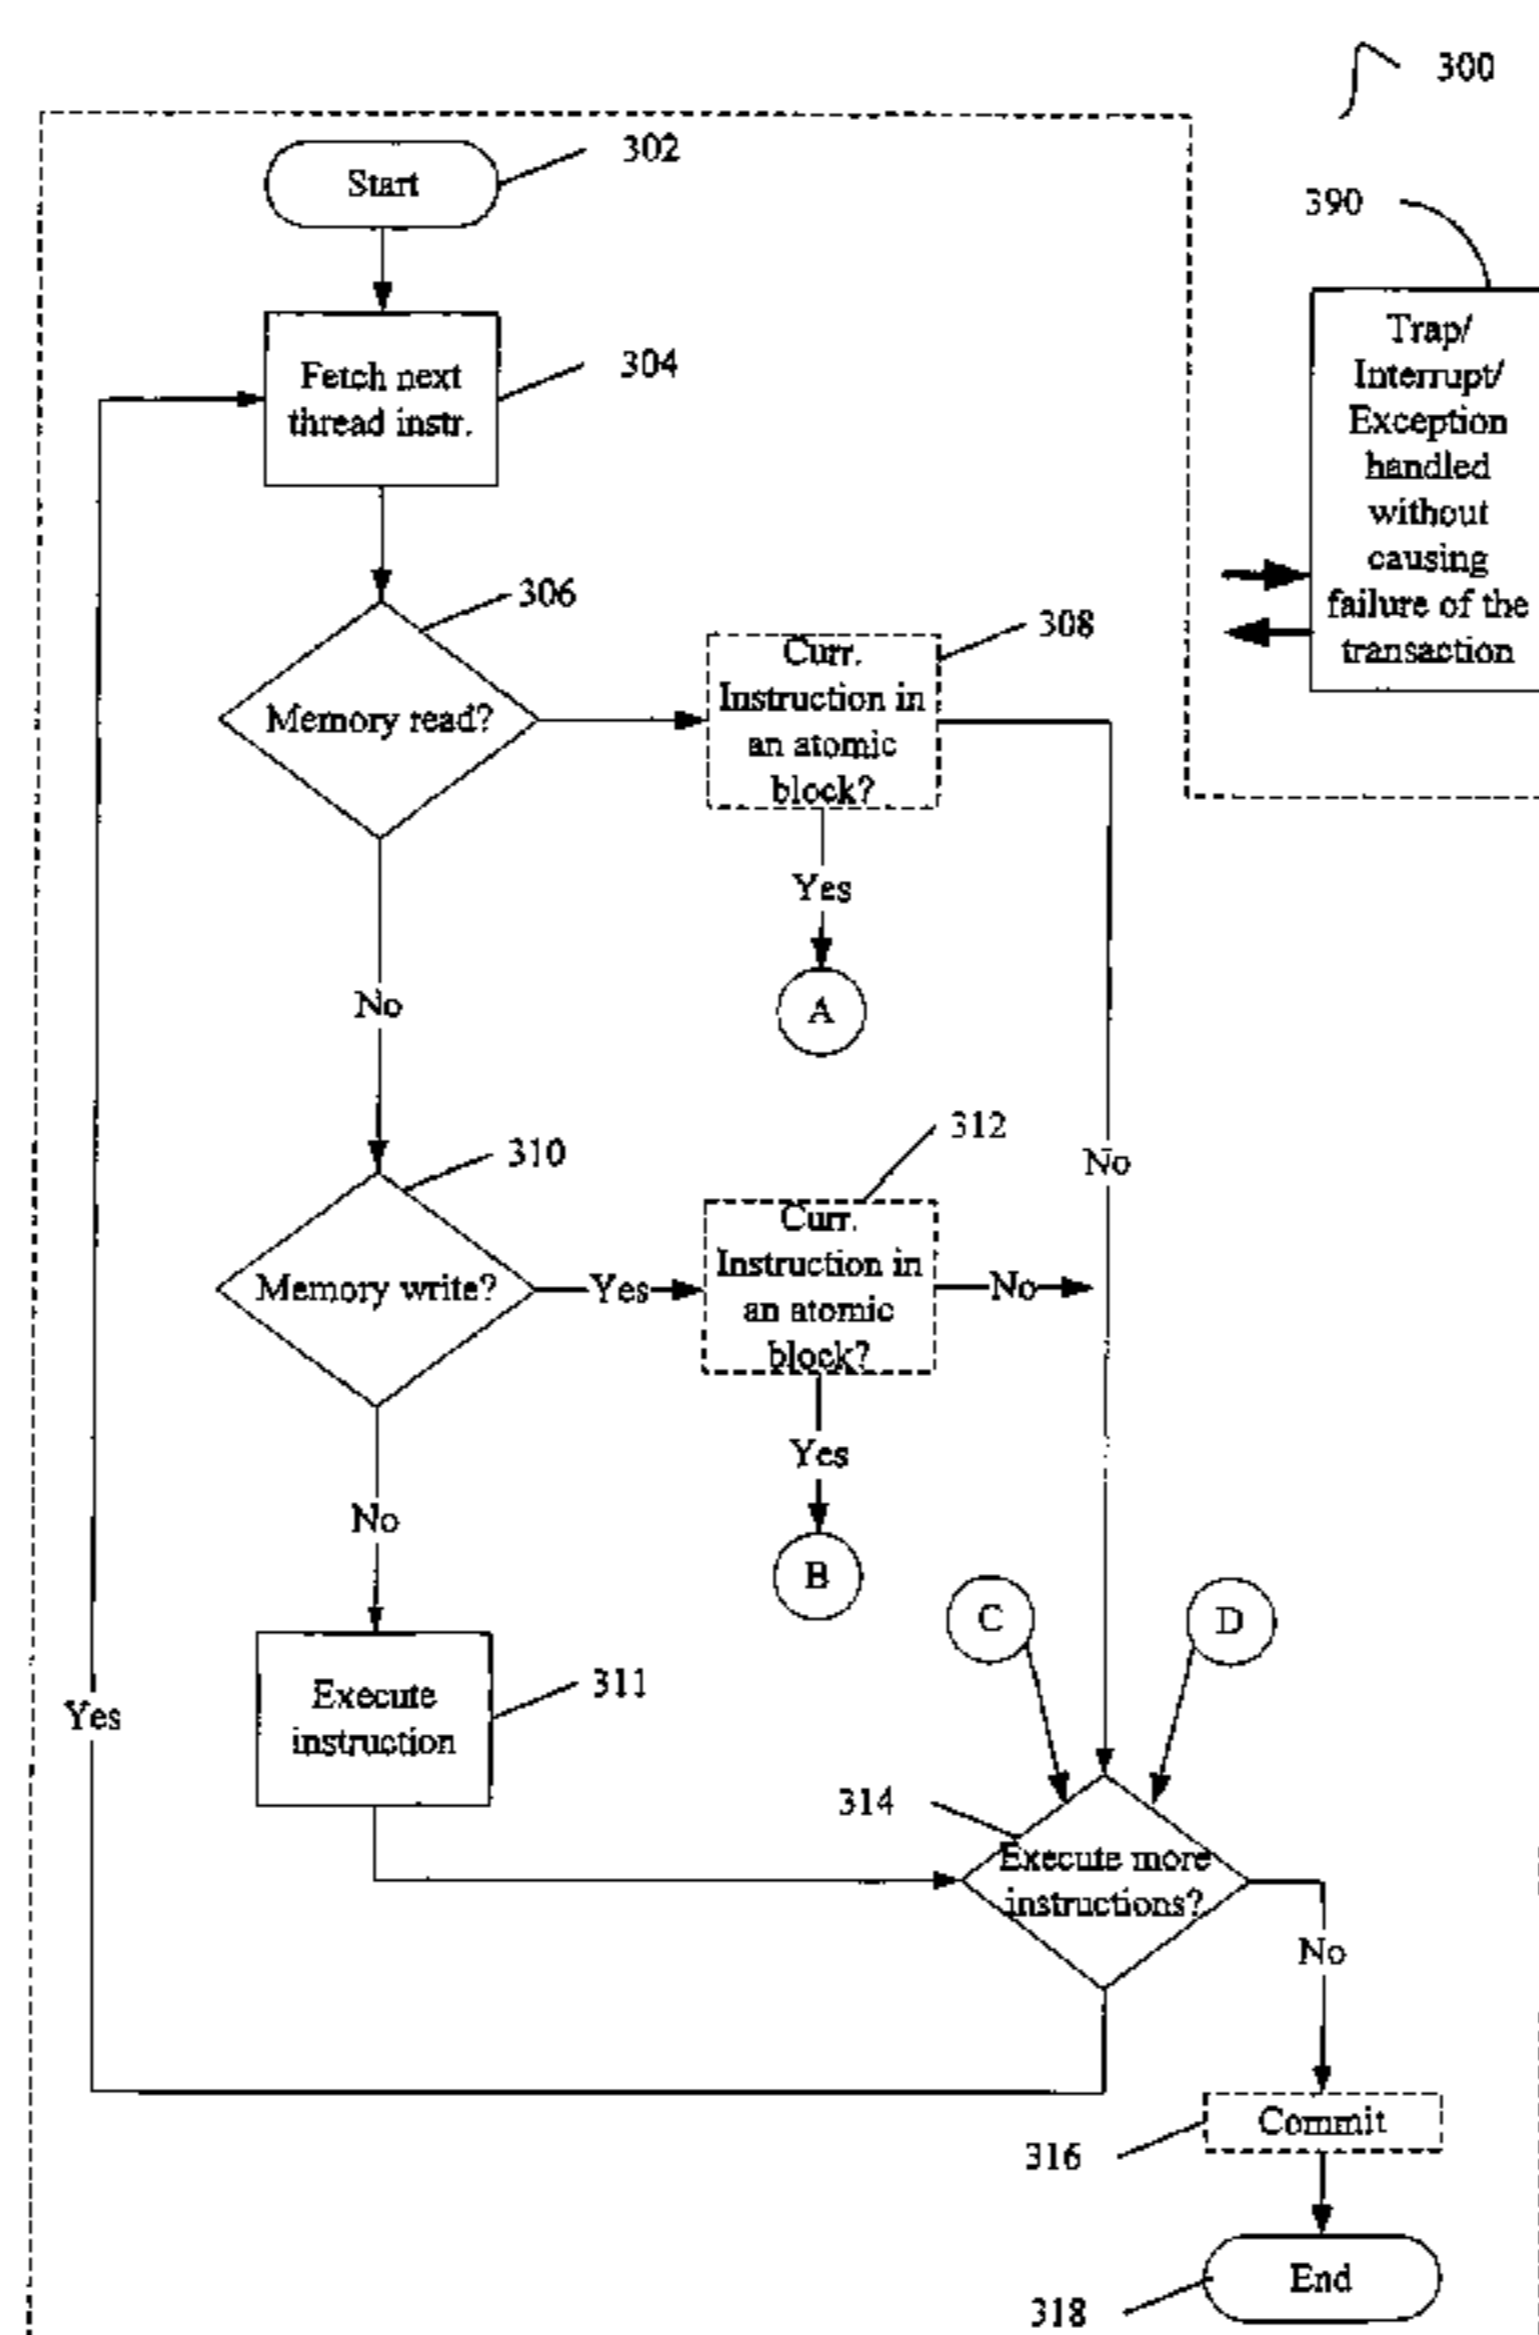 300
302
Start
390
Trap/
Interrupt/
Exception
handled
without
causing
failure of the
transaction
Fetch next
thread instr.
304
306
Memory read?
308
Curr.
Instruction in
an atomic
block?
Yes
A
No
No
310
Memory write?
Yes
312
Curr.
Instruction in
an atomic
block?
No
Yes
B
No
Execute
instruction
311
C
D
Yes
314
Execute more
instructions?
No
Commit
316
End
318